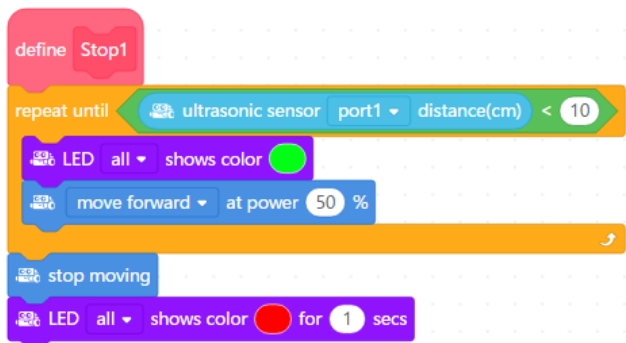 define Stop1
repeat until ultrasonic sensor port1 distance(cm) < 10
LED all shows color
move forward at power 50 %
stop moving
LED all shows color for 1 secs